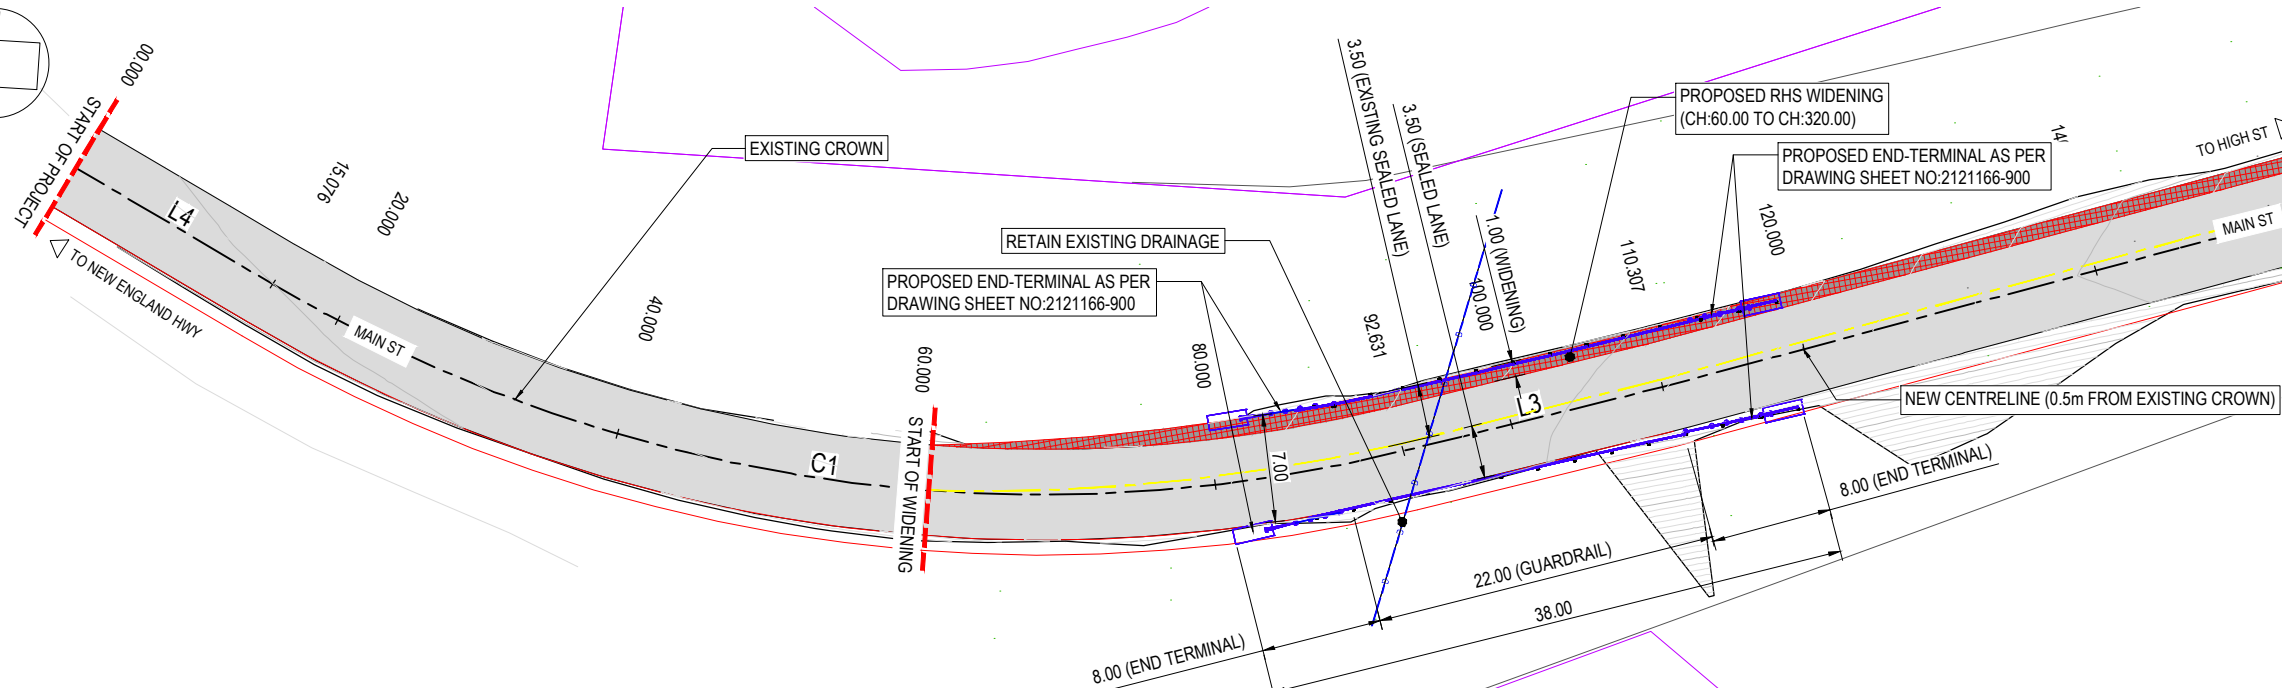 00.000
START OF PROJECT
L4
15.076
20.000
TO NEW ENGLAND HWY
MAIN ST
EXISTING CROWN
40.000
C1
60.000
START OF WIDENING
RETAIN EXISTING DRAINAGE
PROPOSED END-TERMINAL AS PER
DRAWING SHEET NO:2121166-900
80.000
7.00
92.631
3.50 (EXISTING SEALED LANE)
3.50 (SEALED LANE)
1.00 (WIDENING)
100.000
L3
110.307
PROPOSED RHS WIDENING
(CH:60.00 TO CH:320.00)
PROPOSED END-TERMINAL AS PER
DRAWING SHEET NO:2121166-900
120.000
TO HIGH ST
MAIN ST
NEW CENTRELINE (0.5m FROM EXISTING CROWN)
8.00 (END TERMINAL)
22.00 (GUARDRAIL)
38.00
8.00 (END TERMINAL)